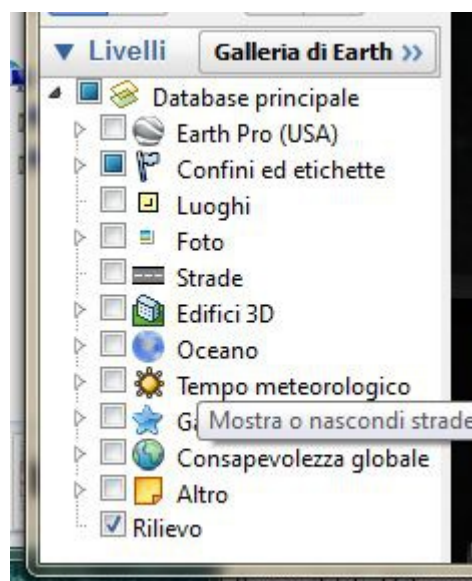 Livelli
Galleria di Earth >>
Database principale
Earth Pro (USA)
Confini ed etichette
Luoghi
Foto
Strade
Edifici 3D
Oceano
Tempo meteorologico
Mostra o nascondi strade
Consapevolezza globale
Altro
Rilievo